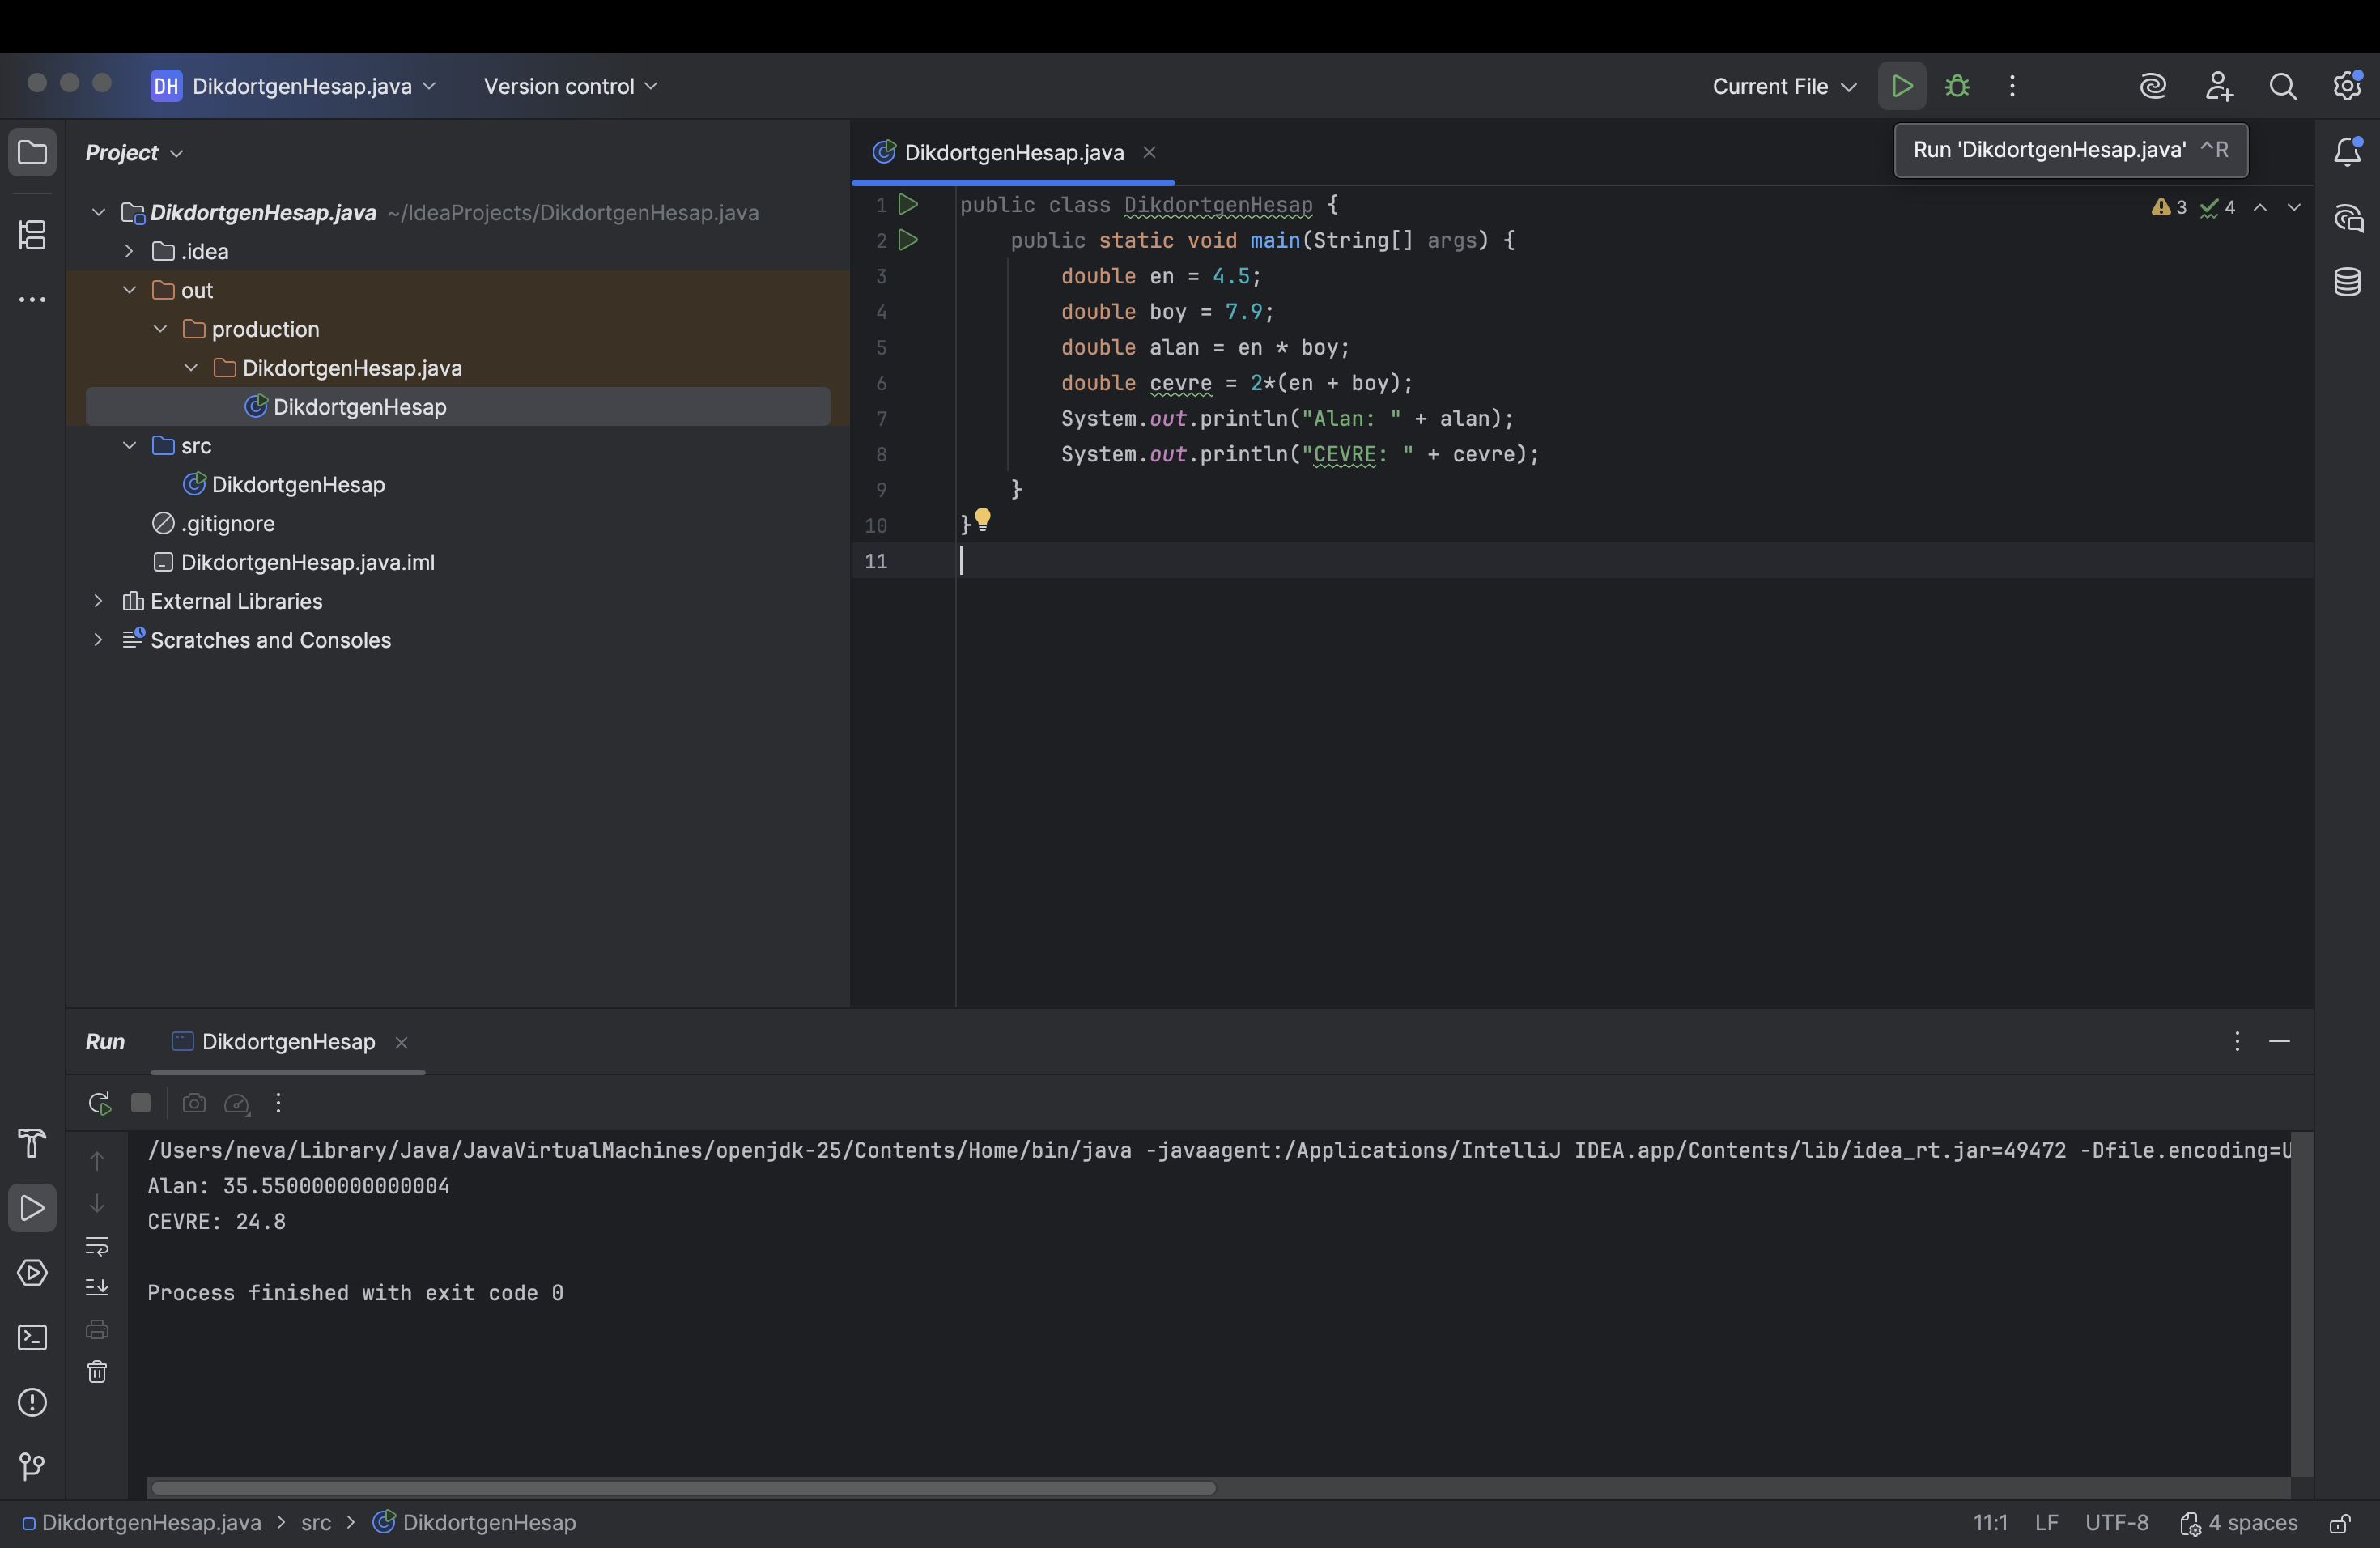 DH DikdortgenHesap.java Version control Current File
Run 'DikdortgenHesap.java' ^R
Project
DikdortgenHesap.java ~/IdeaProjects/DikdortgenHesap.java
.idea
out
production
DikdortgenHesap.java
DikdortgenHesap
src
DikdortgenHesap
.gitignore
DikdortgenHesap.java.iml
External Libraries
Scratches and Consoles
DikdortgenHesap.java
3 4
1 public class DikdortgenHesap {
2 public static void main(String[] args) {
3 double en = 4.5;
4 double boy = 7.9;
5 double alan = en * boy;
6 double cevre = 2*(en + boy);
7 System.out.println("Alan: " + alan);
8 System.out.println("CEVRE: " + cevre);
9 }
10 }
11
Run DikdortgenHesap
/Users/neva/Library/Java/JavaVirtualMachines/openjdk-25/Contents/Home/bin/java -javaagent:/Applications/IntelliJ IDEA.app/Contents/lib/idea_rt.jar=49472 -Dfile.encoding=U
Alan: 35.550000000000004
CEVRE: 24.8
Process finished with exit code 0
DikdortgenHesap.java > src > DikdortgenHesap 11:1 LF UTF-8 4 spaces